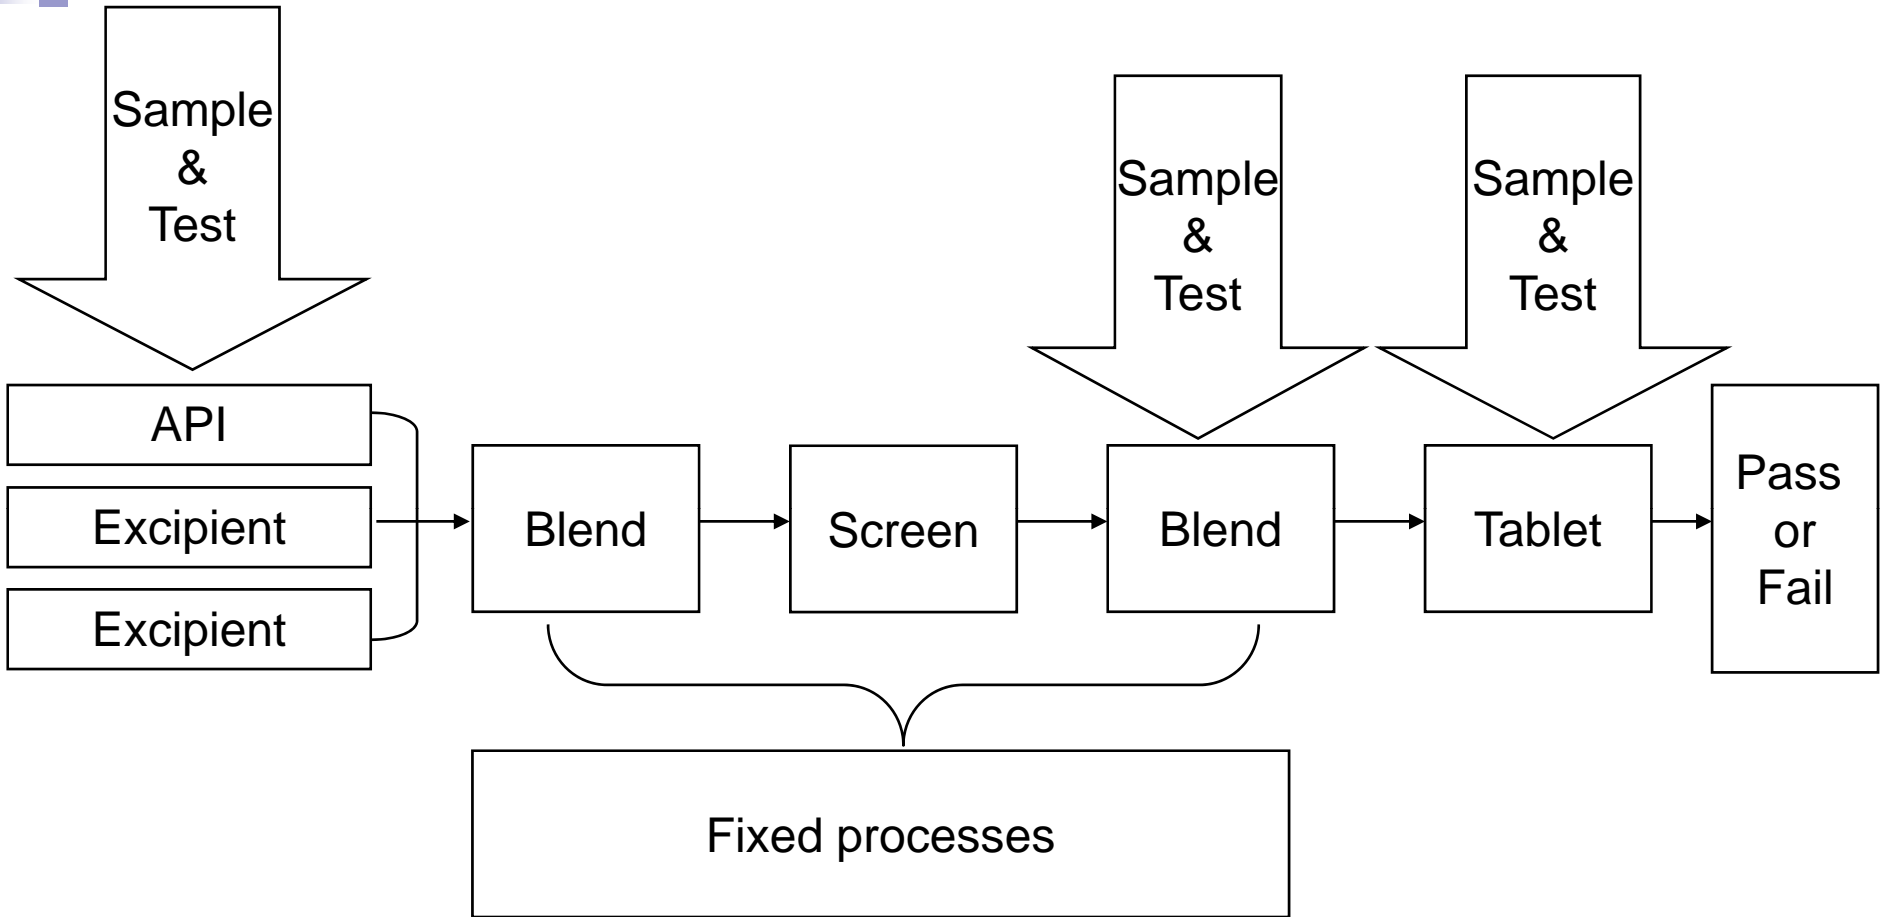 Sample
&
Test
Sample
&
Test
Sample
&
Test
API
Excipient
Excipient
Blend
Screen
Blend
Tablet
Pass
or
Fail
Fixed processes